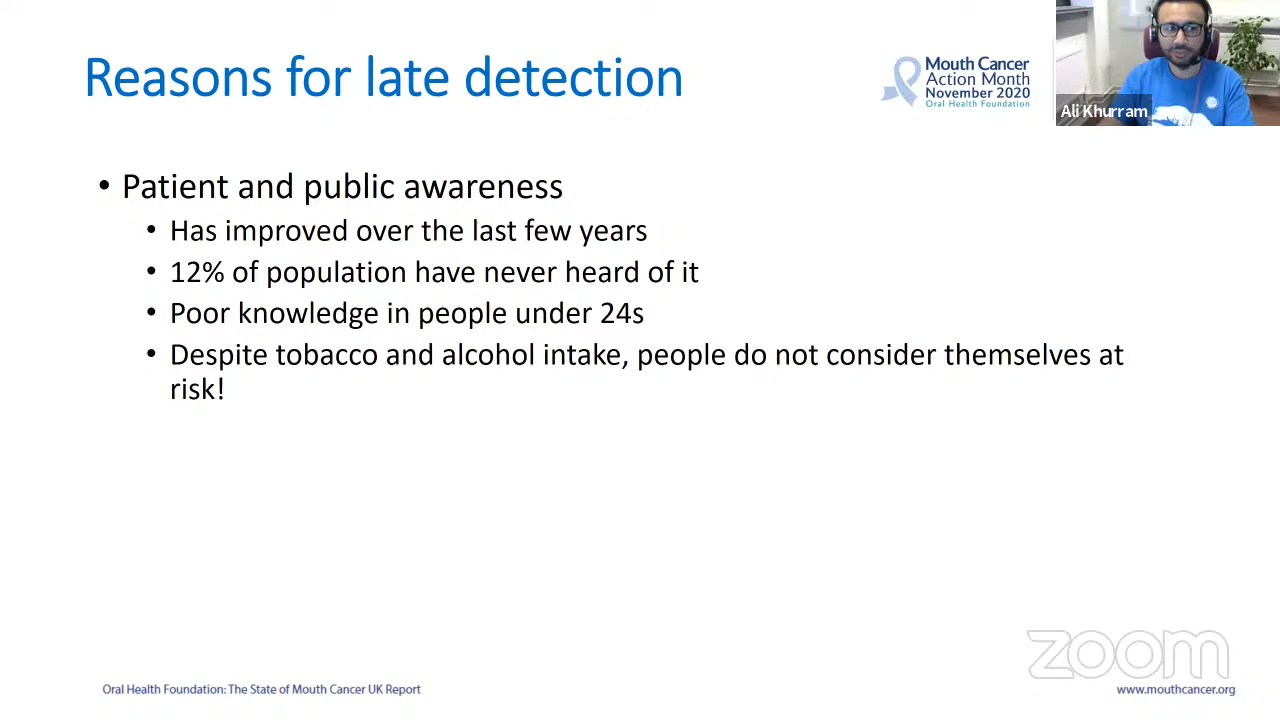 Reasons for late detection
Mouth Cancer
Action Month
November 2020
Oral Health Foundation
Ali Khurram
• Patient and public awareness
• Has improved over the last few years
• 12% of population have never heard of it
• Poor knowledge in people under 24s
• Despite tobacco and alcohol intake, people do not consider themselves at
risk!
zoom
Oral Health Foundation: The State of Mouth Cancer UK Report
www.mouthcancer.org